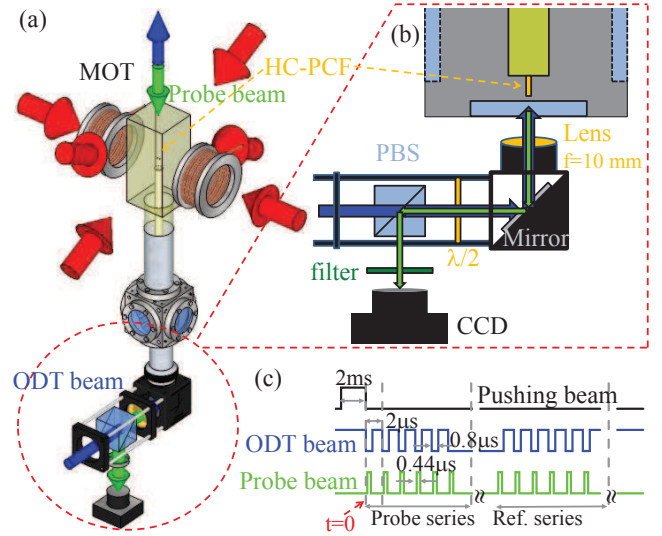 (a)
MOT
HC-PCF
Probe beam
ODT beam
(b)
PBS
Lens
f=10 mm
Mirror
λ/2
filter
CCD
(c)
2ms
Pushing beam
2μs
ODT beam
0.8μs
0.44μs
Probe beam
t=0
Probe series
Ref. series